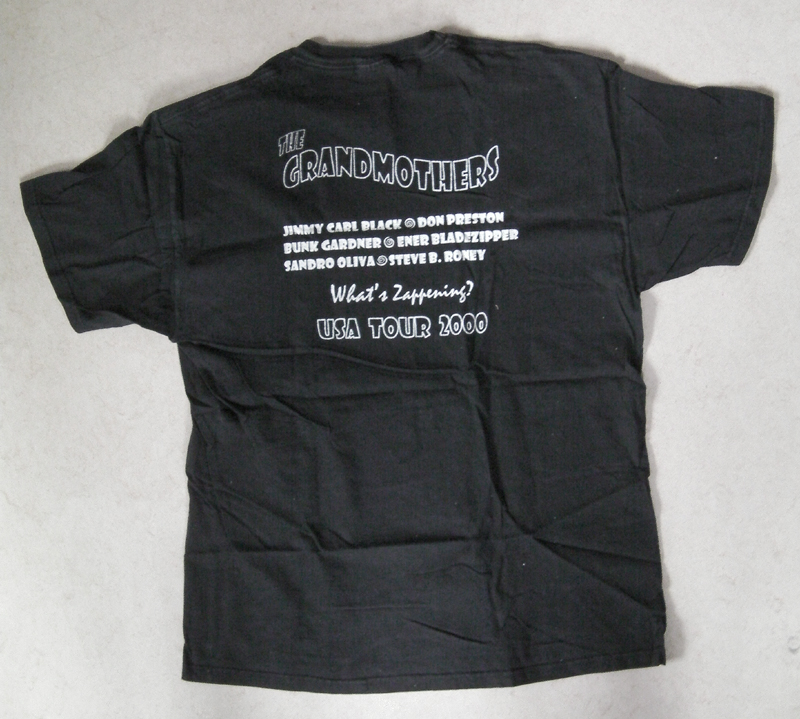 THE
GRANDMOTHERS
JIMMY CARL BLACK @ DON PRESTON
BUNK GARDNER @ ENER BLADEZIPPER
SANDRO OLIVA @ STEVE B. RONEY
What's Zappening?
USA TOUR 2000